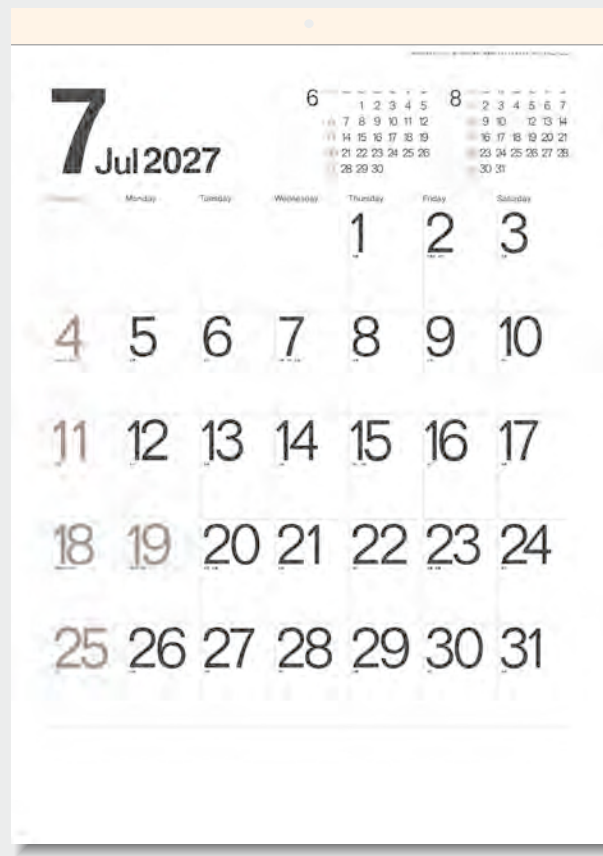 7 Jul 2027
6
1 2 3 4 5
7 8 9 10 11 12
14 15 16 17 18 19
21 22 23 24 25 26
28 29 30
8
2 3 4 5 6 7
9 10 12 13 14
16 17 18 19 20 21
23 24 25 26 27 28
30 31
Monday Tuesday Wednesday Thursday Friday Saturday
1 2 3
4 5 6 7 8 9 10
11 12 13 14 15 16 17
18 19 20 21 22 23 24
25 26 27 28 29 30 31